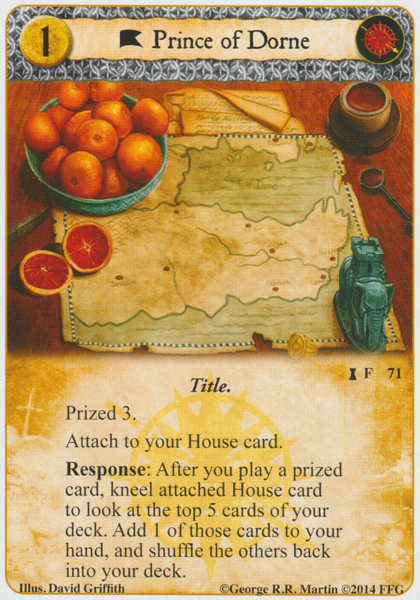 1
Prince of Dorne
F 71
Title.
Prized 3.
Attach to your House card.
Response: After you play a prized
card, kneel attached House card
to look at the top 5 cards of your
deck. Add 1 of those cards to your
hand, and shuffle the others back
into your deck.
Illus. David Griffith ©George R.R. Martin ©2014 FFG